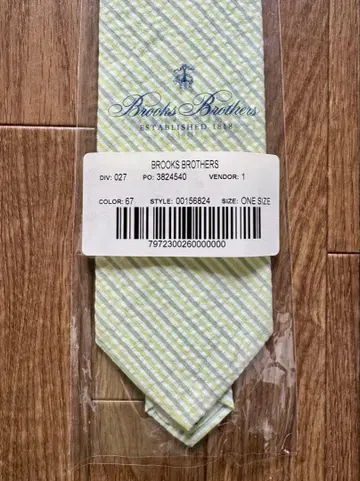 Brooks Brothers
ESTABLISHED 1818
BROOKS BROTHERS
DIV: 027 PO: 3824540 VENDOR: 1
COLOR: 67 STYLE: 00156824 SIZE: ONE SIZE
7972300260000000